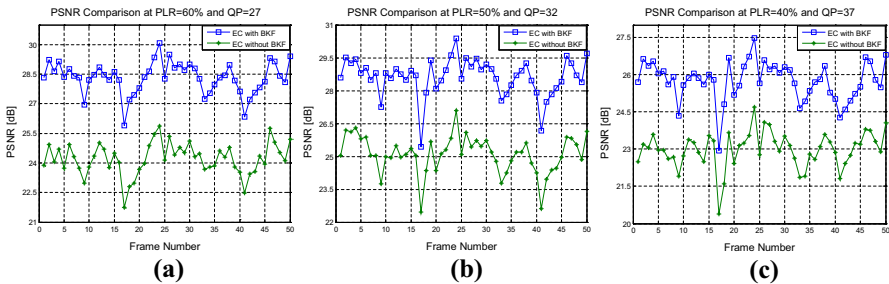 PSNR Comparison at PLR=60% and QP=27
EC with BKF
EC without BKF
PSNR [dB]
30
28.5
27
25.5
24
22.5
21
0 5 10 15 20 25 30 35 40 45 50
Frame Number
(a)
PSNR Comparison at PLR=50% and QP=32
EC with BKF
EC without BKF
PSNR [dB]
31
30
29
28
27
26
25
24
23
22
0 5 10 15 20 25 30 35 40 45 50
Frame Number
(b)
PSNR Comparison at PLR=40% and QP=37
EC with BKF
EC without BKF
PSNR [dB]
27.5
26
24.5
23
21.5
20
0 5 10 15 20 25 30 35 40 45 50
Frame Number
(c)